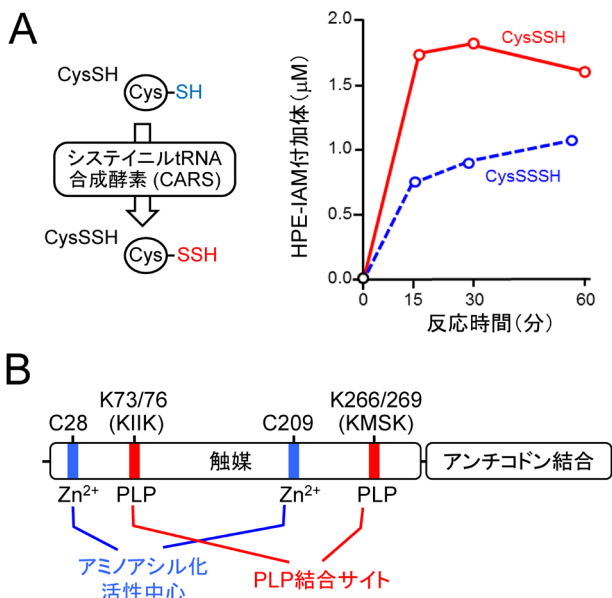 A
CysSH
Cys
-SH
システイニルtRNA
合成酵素 (CARS)
CysSSH
Cys
-SSH
HPE-IAM付加体(μM)
2.0
1.5
1.0
0.5
0.0
CysSSH
CysSSSH
0
15
30
60
反応時間(分)
B
K73/76
(KIIK)
K266/269
(KMSK)
C28
C209
触媒
アンチコドン結合
Zn²⁺
PLP
Zn²⁺
PLP
アミノアシル化
活性中心
PLP結合サイト